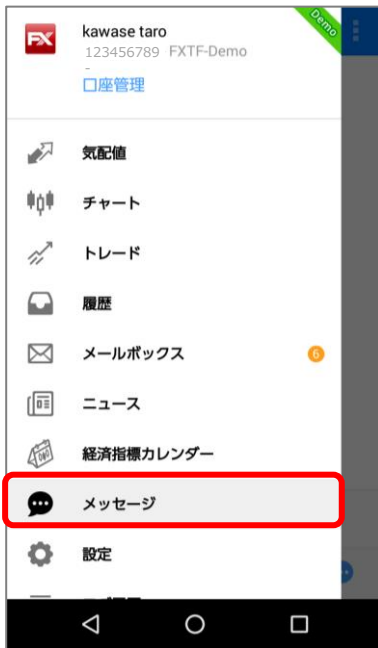 FX
kawase taro
Demo
123456789 FXTF-Demo
-
口座管理
気配値
チャート
トレード
履歴
メールボックス 6
ニュース
経済指標カレンダー
メッセージ
設定